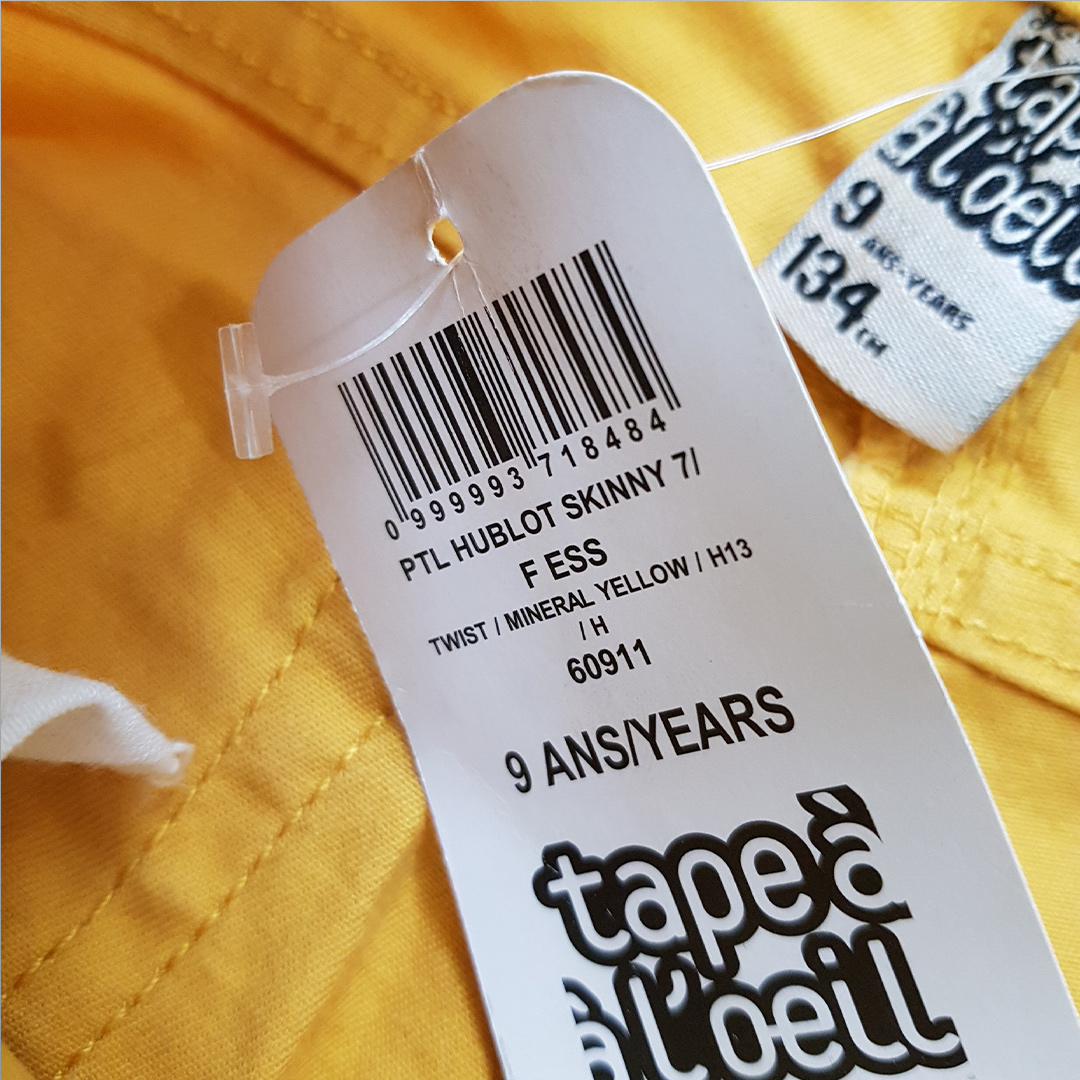 0 999993 718484
PTL HUBLOT SKINNY 7/
F ESS
TWIST / MINERAL YELLOW / H13
/ H
60911
9 ANS/YEARS
tape à
l'oeil
tape
à l'oeil
9 ANS-YEARS
134 CM